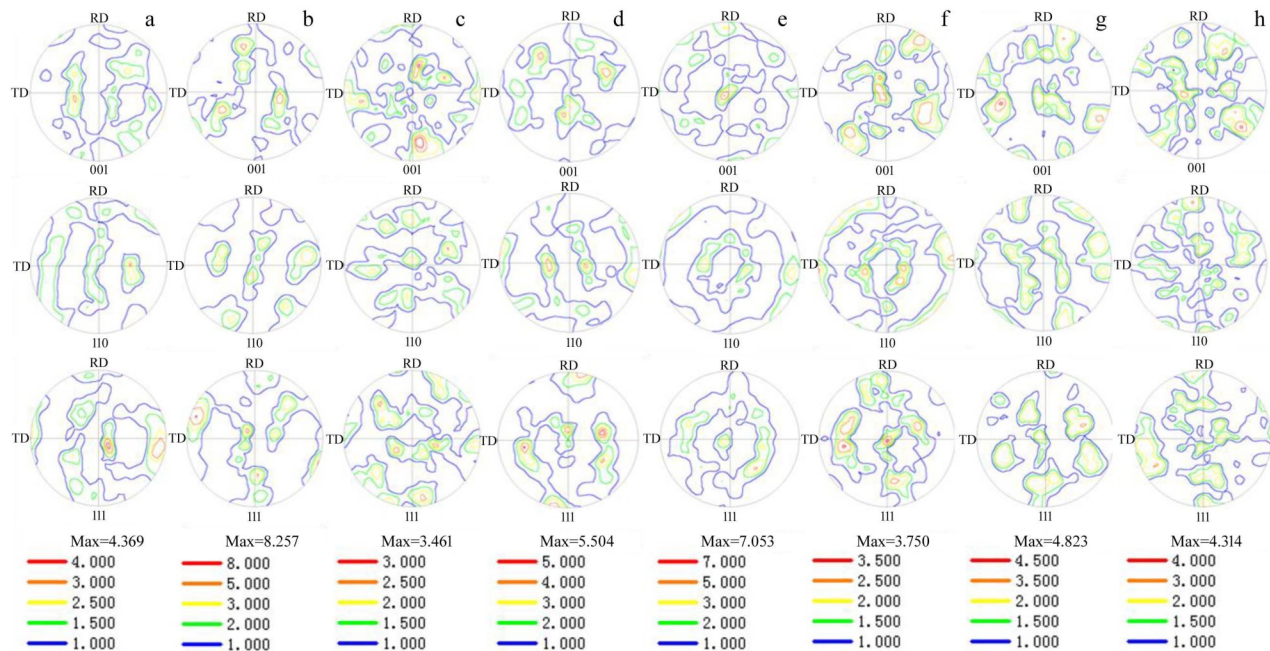 a b c d e f g h
RD RD RD RD RD RD RD RD
TD TD TD TD TD TD TD TD
001 001 001 001 001 001 001 001
RD RD RD RD RD RD RD RD
TD TD TD TD TD TD TD TD
110 110 110 110 110 110 110 110
RD RD RD RD RD RD RD RD
TD TD TD TD TD TD TD TD
111 111 111 111 111 111 111 111
Max=4.369 Max=8.257 Max=3.461 Max=5.504 Max=7.053 Max=3.750 Max=4.823 Max=4.314
4.000 8.000 3.000 5.000 7.000 3.500 4.500 4.000
3.000 5.000 2.500 4.000 5.000 2.500 3.500 3.000
2.500 3.000 2.000 3.000 3.000 2.000 2.000 2.000
1.500 2.000 1.500 2.000 2.000 1.500 1.500 1.500
1.000 1.000 1.000 1.000 1.000 1.000 1.000 1.000